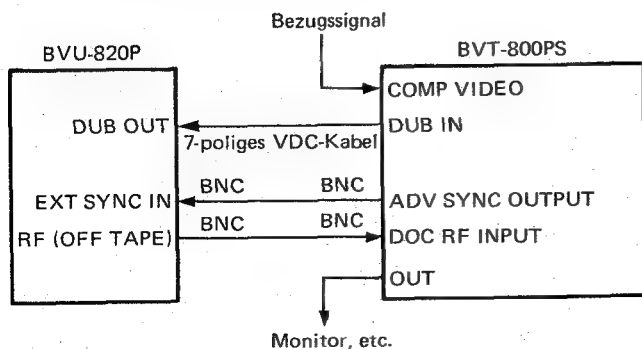 Bezugssignal
BVU-820P
BVT-800PS
COMP VIDEO
DUB OUT
DUB IN
7-poliges VDC-Kabel
BNC BNC
EXT SYNC IN
ADV SYNC OUTPUT
BNC BNC
RF (OFF TAPE)
DOC RF INPUT
OUT
Monitor, etc.